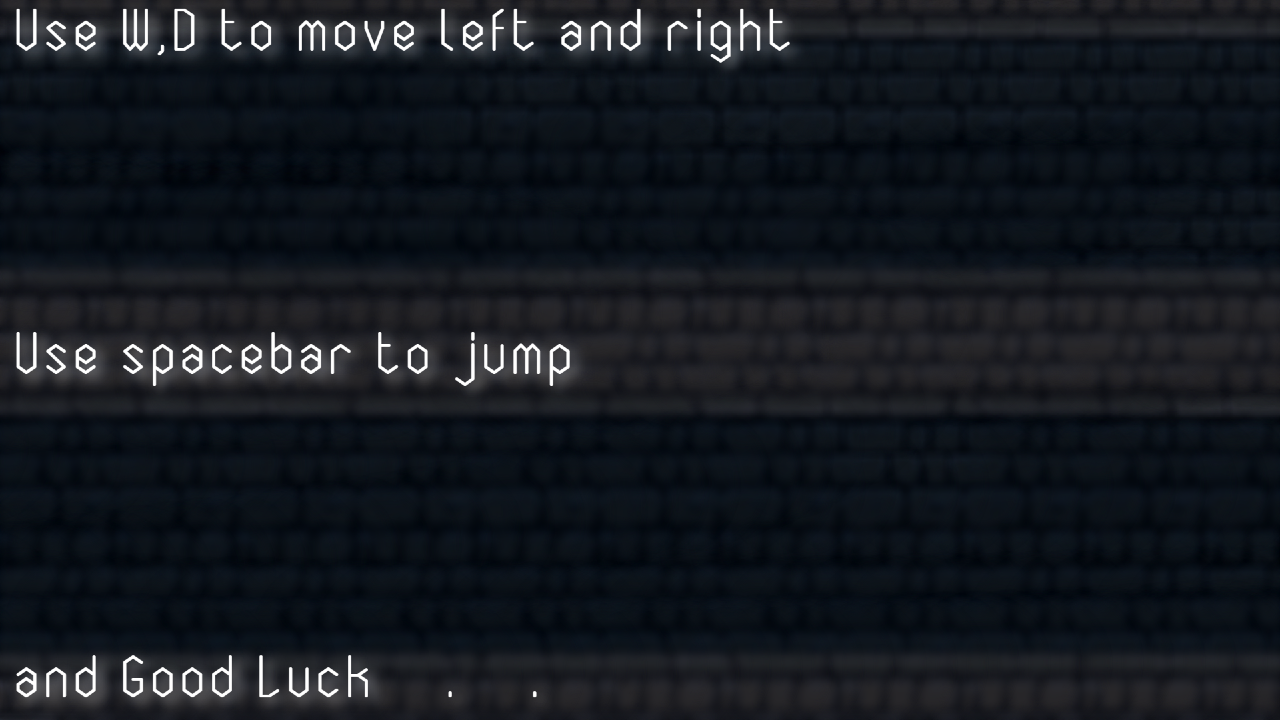 Use W,D to move left and right
Use spacebar to jump
and Good Luck . .